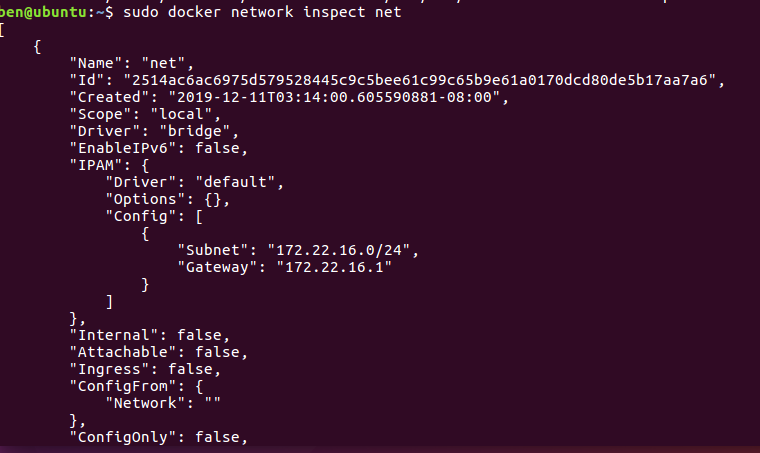 ben@ubuntu:~$ sudo docker network inspect net
[
    {
        "Name": "net",
        "Id": "2514ac6ac6975d579528445c9c5bee61c99c65b9e61a0170dcd80de5b17aa7a6",
        "Created": "2019-12-11T03:14:00.605590881-08:00",
        "Scope": "local",
        "Driver": "bridge",
        "EnableIPv6": false,
        "IPAM": {
            "Driver": "default",
            "Options": {},
            "Config": [
                {
                    "Subnet": "172.22.16.0/24",
                    "Gateway": "172.22.16.1"
                }
            ]
        },
        "Internal": false,
        "Attachable": false,
        "Ingress": false,
        "ConfigFrom": {
            "Network": ""
        },
        "ConfigOnly": false,